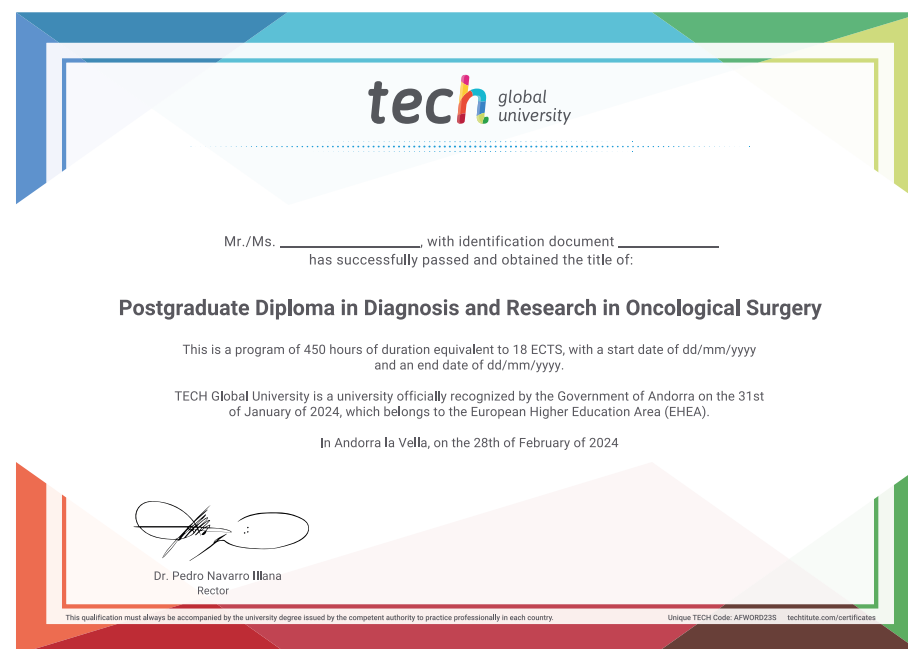 tech global university
Mr./Ms. ____________________, with identification document ______________
has successfully passed and obtained the title of:
Postgraduate Diploma in Diagnosis and Research in Oncological Surgery
This is a program of 450 hours of duration equivalent to 18 ECTS, with a start date of dd/mm/yyyy
and an end date of dd/mm/yyyy.
TECH Global University is a university officially recognized by the Government of Andorra on the 31st
of January of 2024, which belongs to the European Higher Education Area (EHEA).
In Andorra la Vella, on the 28th of February of 2024
Dr. Pedro Navarro Illana
Rector
This qualification must always be accompanied by the university degree issued by the competent authority to practice professionally in each country.
Unique TECH Code: AFWORD23S techtitute.com/certificates